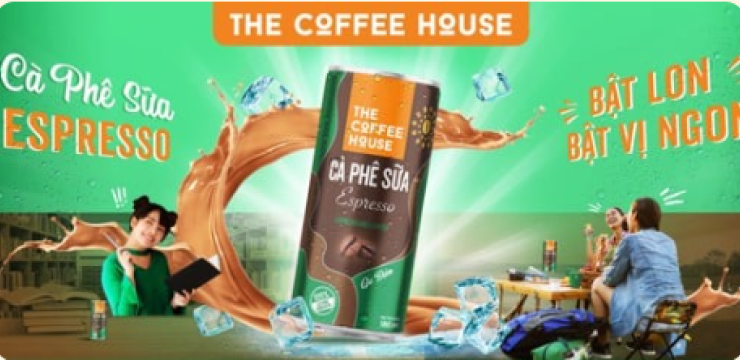 THE COFFEE HOUSE
Cà Phê Sữa
ESPRESSO
BẬT LON
BẬT VỊ NGON
THE
COFFEE
HOUSE
CÀ PHÊ SỮA
Espresso
!!!